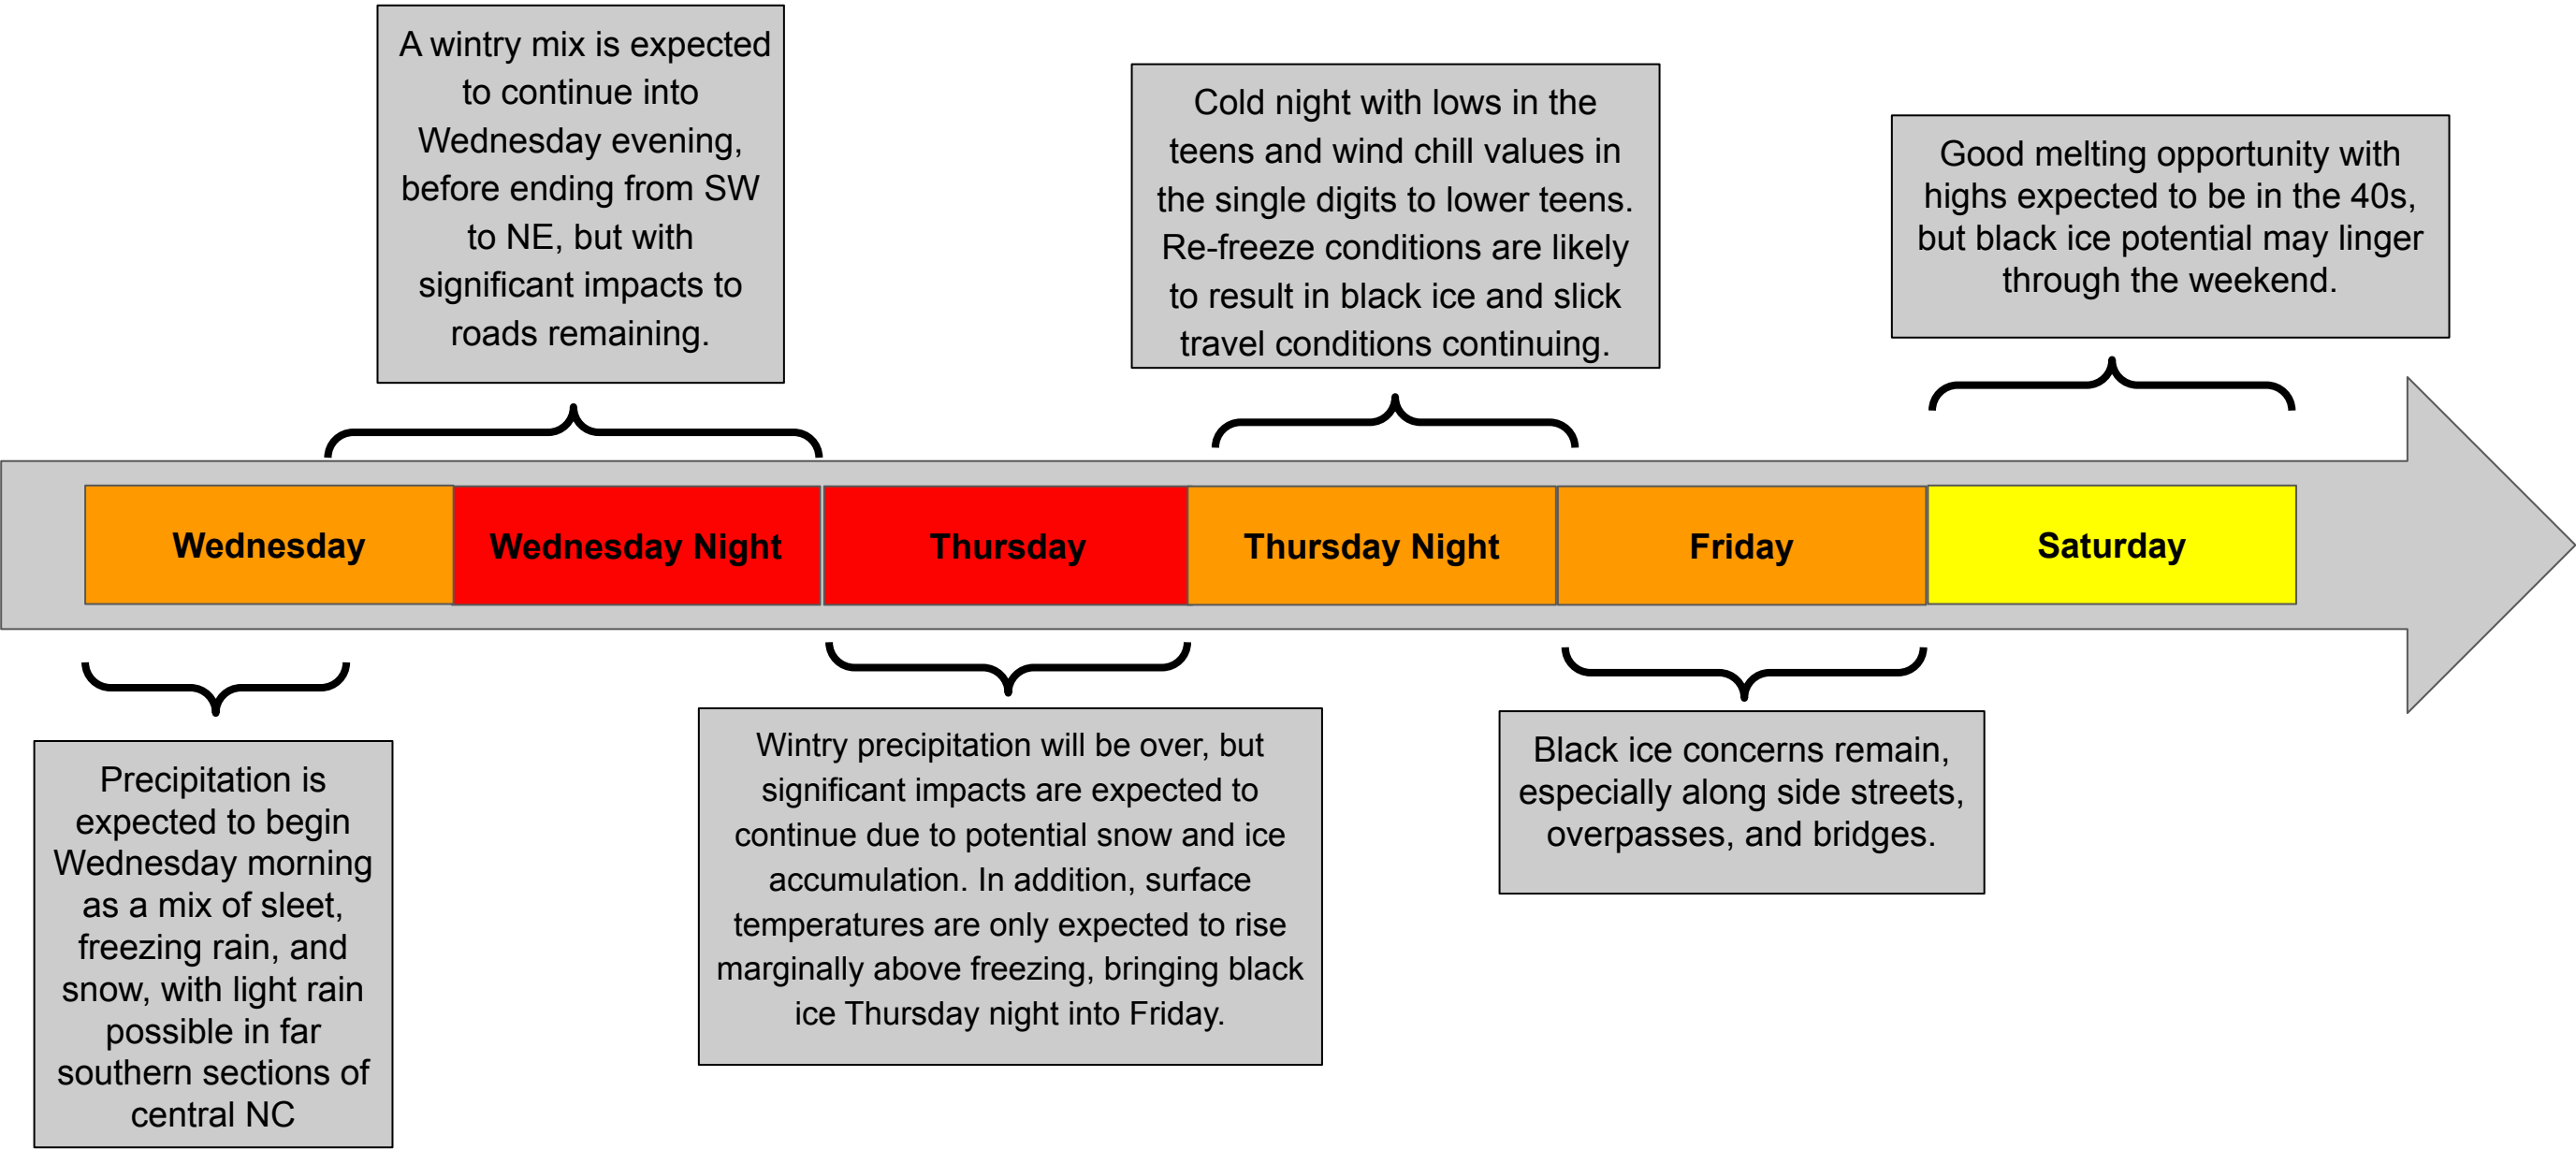 A wintry mix is expected
to continue into
Wednesday evening,
before ending from SW
to NE, but with
significant impacts to
roads remaining.
Cold night with lows in the
teens and wind chill values in
the single digits to lower teens.
Re-freeze conditions are likely
to result in black ice and slick
travel conditions continuing.
Good melting opportunity with
highs expected to be in the 40s,
but black ice potential may linger
through the weekend.
Wednesday
Wednesday Night
Thursday
Thursday Night
Friday
Saturday
Precipitation is
expected to begin
Wednesday morning
as a mix of sleet,
freezing rain, and
snow, with light rain
possible in far
southern sections of
central NC
Wintry precipitation will be over, but
significant impacts are expected to
continue due to potential snow and ice
accumulation. In addition, surface
temperatures are only expected to rise
marginally above freezing, bringing black
ice Thursday night into Friday.
Black ice concerns remain,
especially along side streets,
overpasses, and bridges.